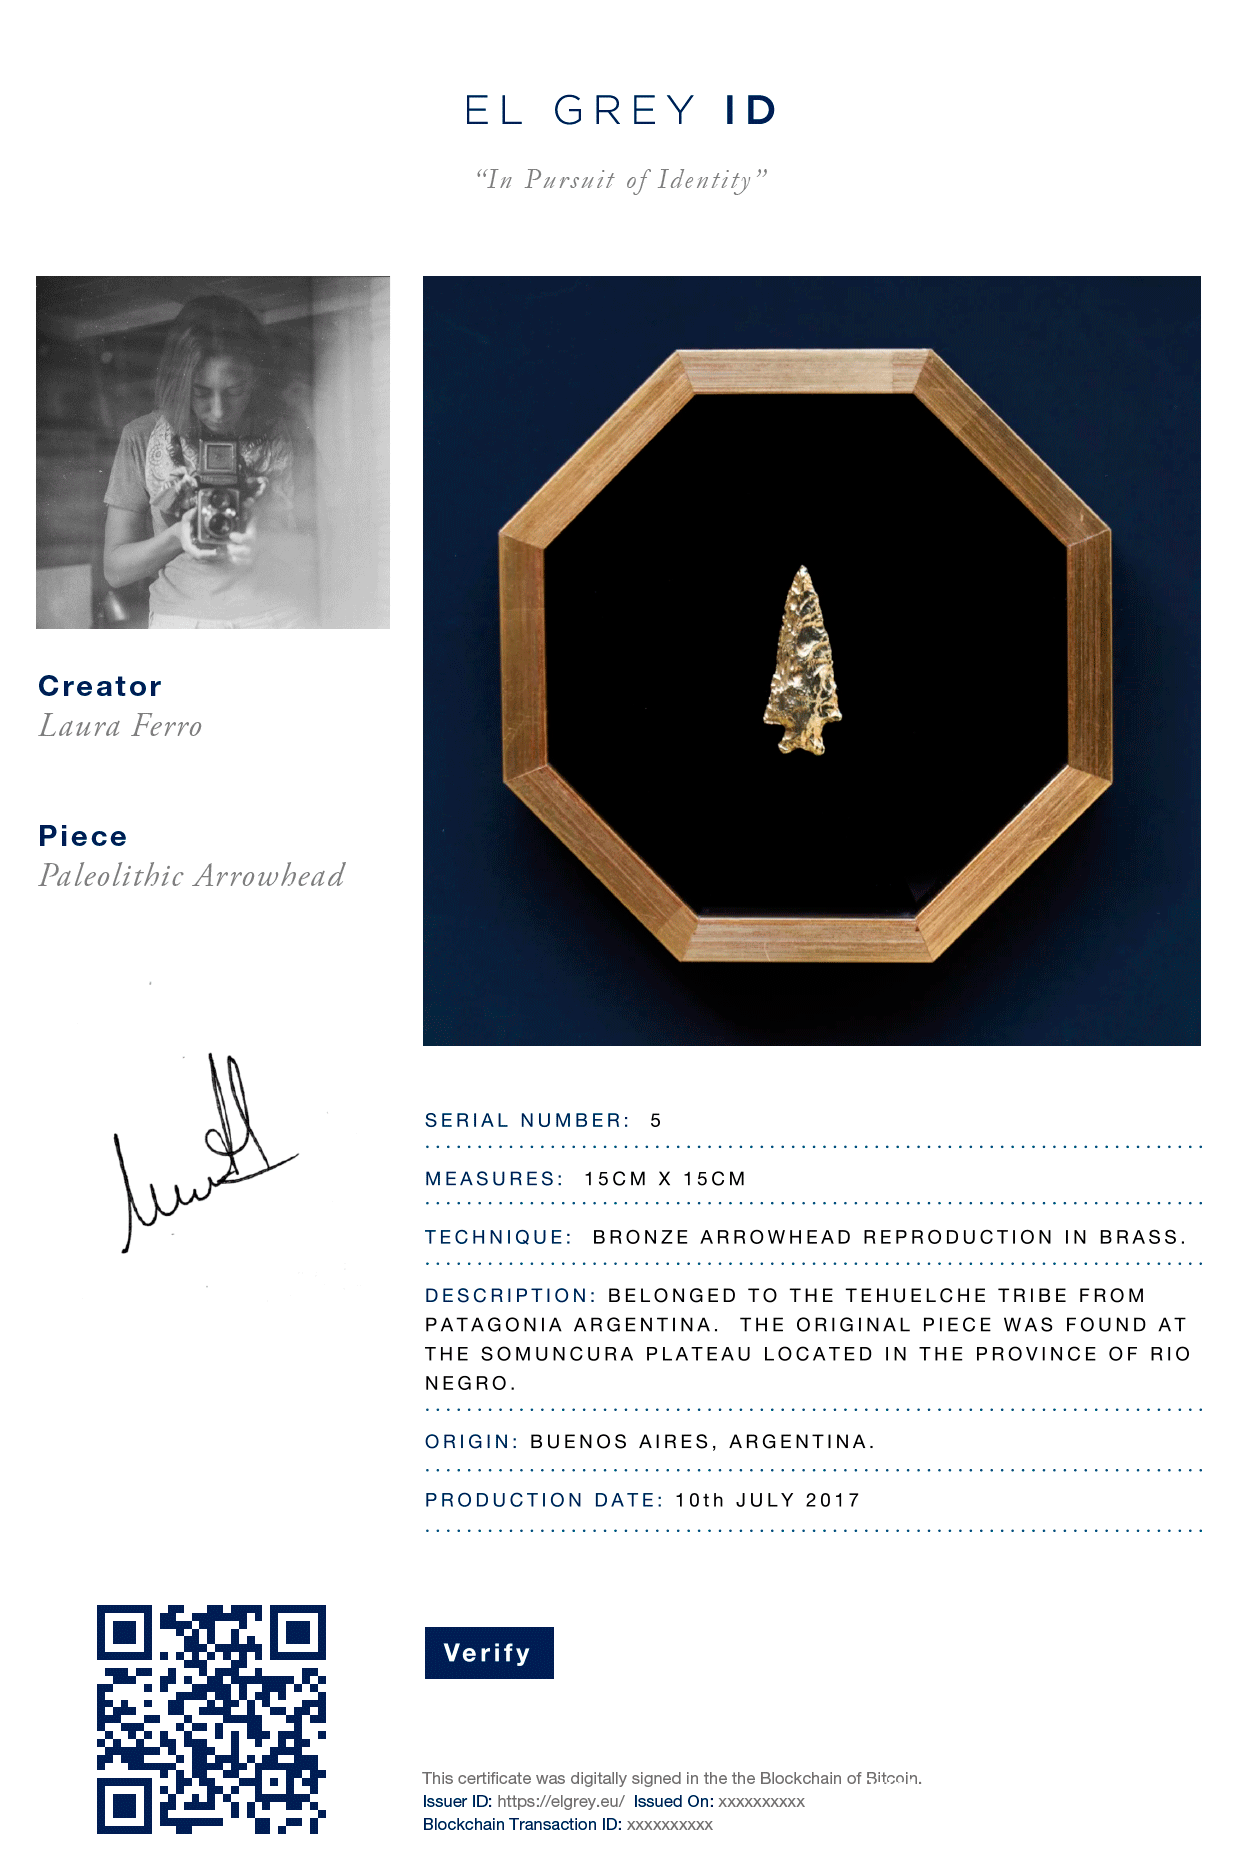 EL GREY ID
“In Pursuit of Identity”
Creator
Laura Ferro
Piece
Paleolithic Arrowhead
SERIAL NUMBER: 5
MEASURES: 15CM X 15CM
TECHNIQUE: BRONZE ARROWHEAD REPRODUCTION IN BRASS.
DESCRIPTION: BELONGED TO THE TEHUELCHE TRIBE FROM
PATAGONIA ARGENTINA. THE ORIGINAL PIECE WAS FOUND AT
THE SOMUNCURA PLATEAU LOCATED IN THE PROVINCE OF RIO
NEGRO.
ORIGIN: BUENOS AIRES, ARGENTINA.
PRODUCTION DATE: 10th JULY 2017
Verify
This certificate was digitally signed in the the Blockchain of Bitcoin.
Issuer ID: https://elgrey.eu/ Issued On: xxxxxxxxxx
Blockchain Transaction ID: xxxxxxxxxx